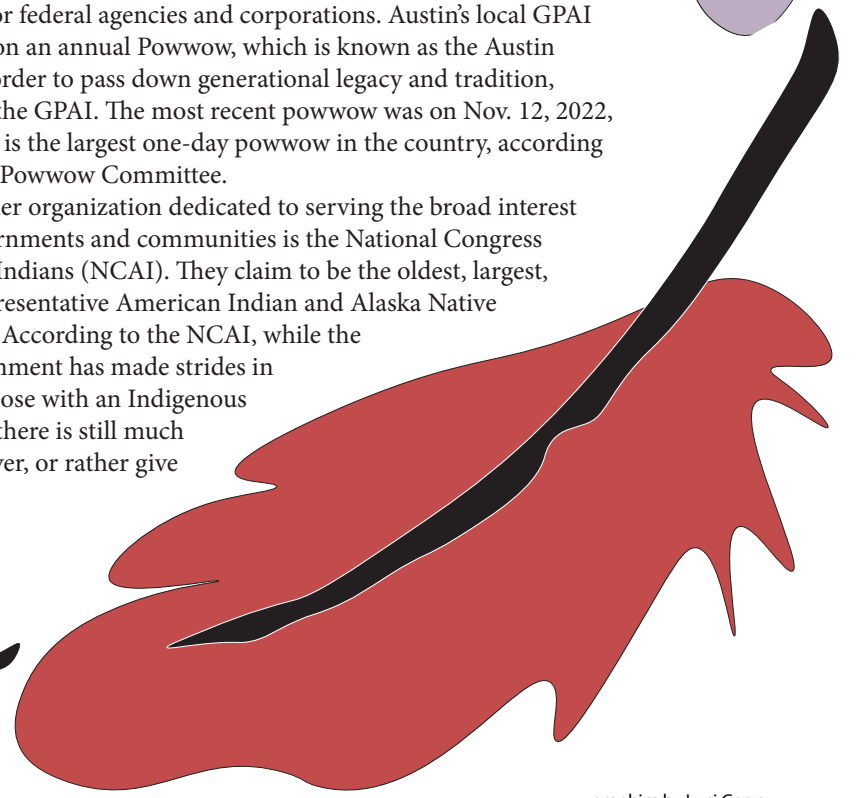 or federal agencies and corporations. Austin’s local GPAI
on an annual Powwow, which is known as the Austin
order to pass down generational legacy and tradition,
the GPAI. The most recent powwow was on Nov. 12, 2022,
is the largest one-day powwow in the country, according
Powwow Committee.
er organization dedicated to serving the broad interest
rnments and communities is the National Congress
Indians (NCAI). They claim to be the oldest, largest,
resentative American Indian and Alaska Native
According to the NCAI, while the
nment has made strides in
ose with an Indigenous
there is still much
ver, or rather give